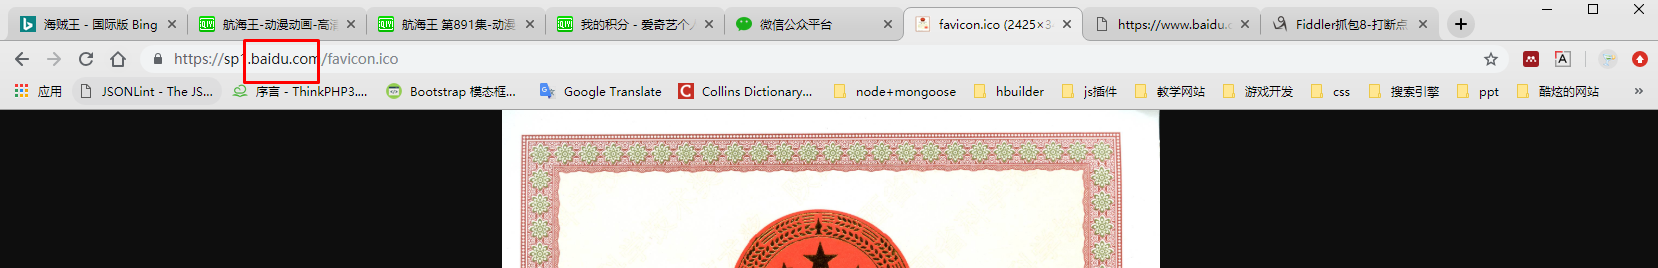 海贼王 - 国际版 Bing
航海王-动漫动画-高清
航海王 第891集-动漫
我的积分 - 爱奇艺个人
微信公众平台
favicon.ico (2425×3
https://www.baidu.c
Fiddler抓包8-打断点
https://sp1.baidu.com/favicon.ico
应用
JSONLint - The JS...
序言 - ThinkPHP3....
Bootstrap 模态框...
Google Translate
Collins Dictionary...
node+mongoose
hbuilder
js插件
教学网站
游戏开发
css
搜索引擎
ppt
酷炫的网站
»